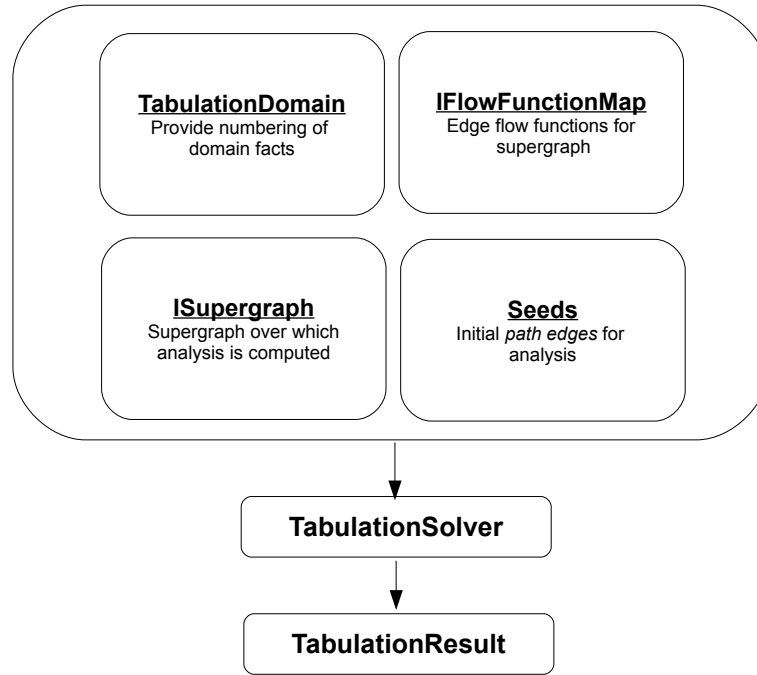 TabulationDomain
Provide numbering of
domain facts
IFlowFunctionMap
Edge flow functions for
supergraph
ISupergraph
Supergraph over which
analysis is computed
Seeds
Initial path edges for
analysis
TabulationSolver
TabulationResult